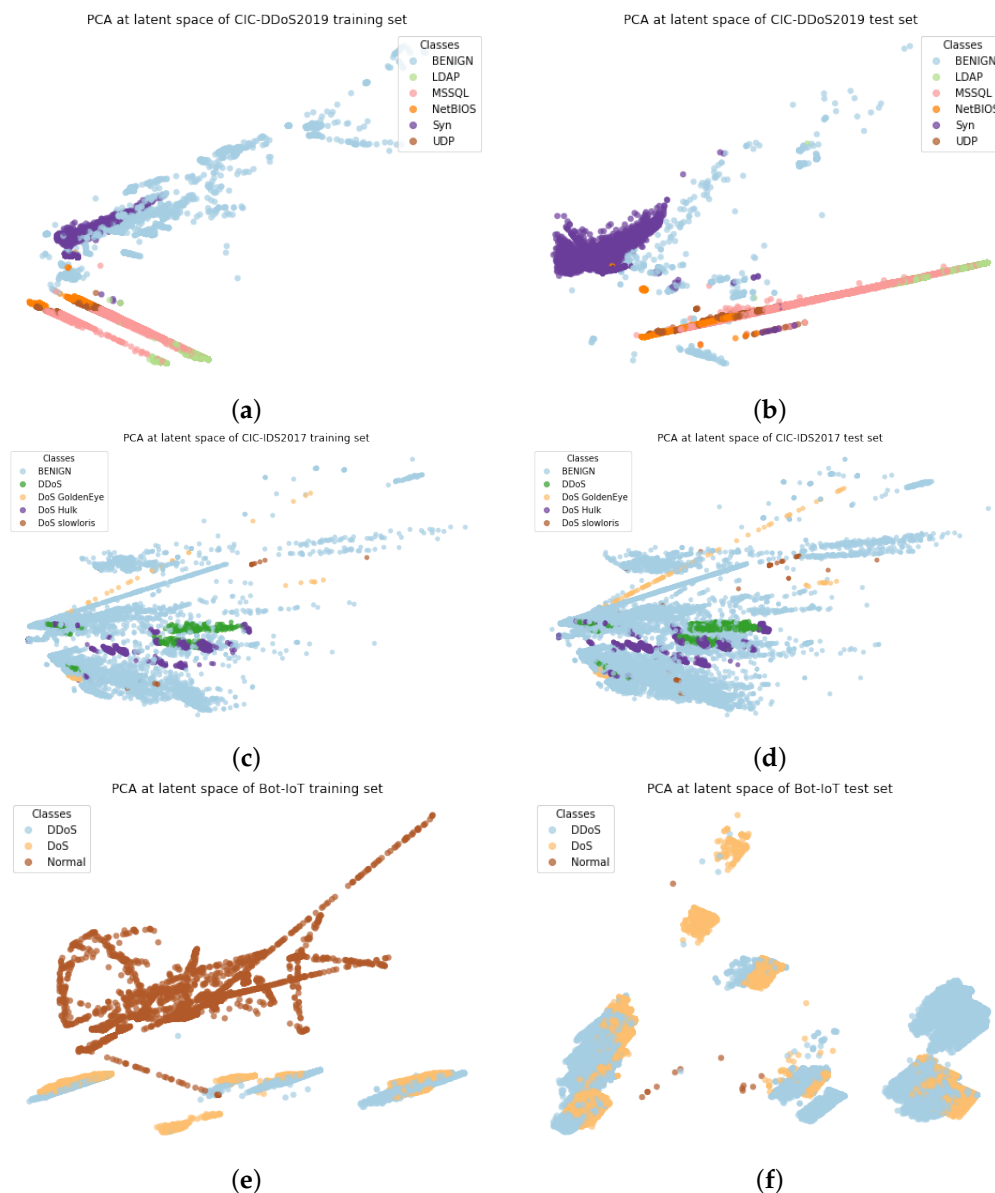 PCA at latent space of CIC-DDoS2019 training set
Classes
BENIGN
LDAP
MSSQL
NetBIOS
Syn
UDP
(a)
PCA at latent space of CIC-DDoS2019 test set
Classes
BENIGN
LDAP
MSSQL
NetBIOS
Syn
UDP
(b)
PCA at latent space of CIC-IDS2017 training set
Classes
BENIGN
DDoS
DoS GoldenEye
DoS Hulk
DoS slowloris
(c)
PCA at latent space of CIC-IDS2017 test set
Classes
BENIGN
DDoS
DoS GoldenEye
DoS Hulk
DoS slowloris
(d)
PCA at latent space of Bot-IoT training set
Classes
DDoS
DoS
Normal
(e)
PCA at latent space of Bot-IoT test set
Classes
DDoS
DoS
Normal
(f)